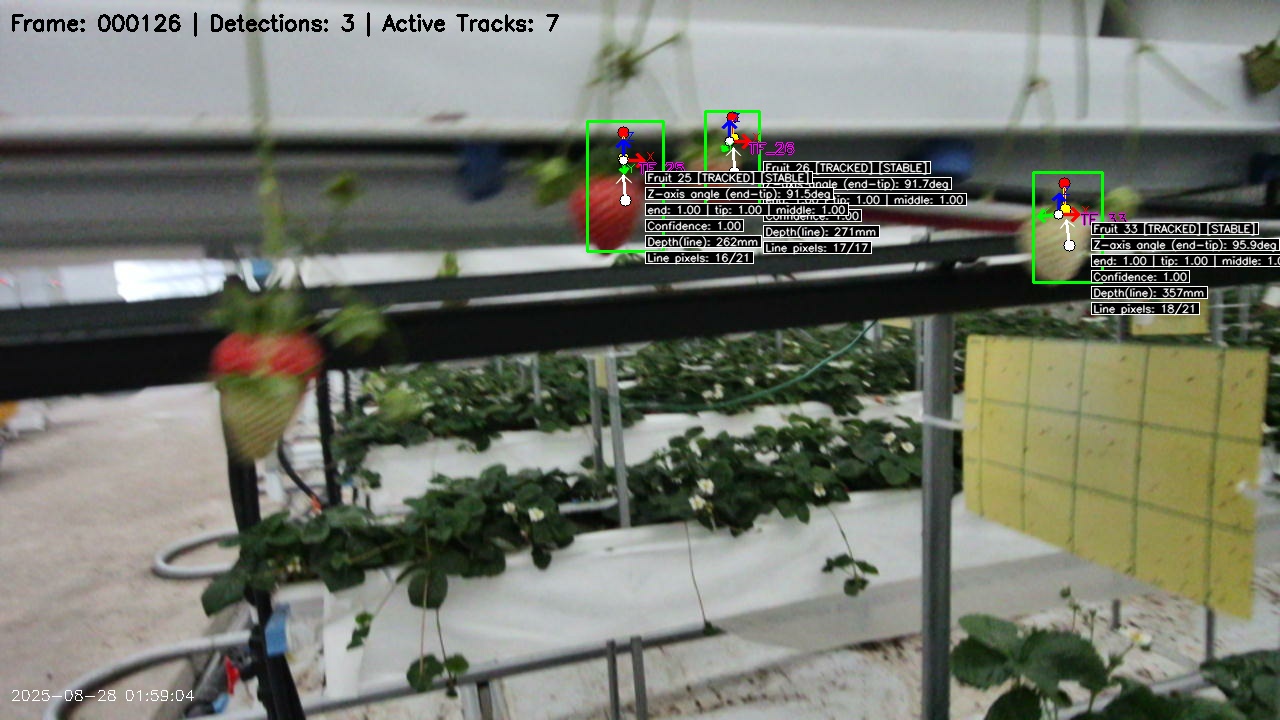 Frame: 000126 | Detections: 3 | Active Tracks: 7
TF_26
TF_25
Fruit 26 [TRACKED] [STABLE]
Fruit 25 [TRACKED] [STABLE]
angle (end-tip): 91.7deg
Z-axis angle (end-tip): 91.5deg
1.00 | middle: 1.00
end: 1.00 | tip: 1.00 | middle: 1.00
Confidence: 1.00
Depth(line): 271mm
Depth(line): 262mm
Line pixels: 17/17
Line pixels: 16/21
TF_33
Fruit 33 [TRACKED] [STABLE]
Z-axis angle (end-tip): 95.9deg
end: 1.00 | tip: 1.00 | middle: 1.0
Confidence: 1.00
Depth(line): 357mm
Line pixels: 18/21
2025-08-28 01:59:04